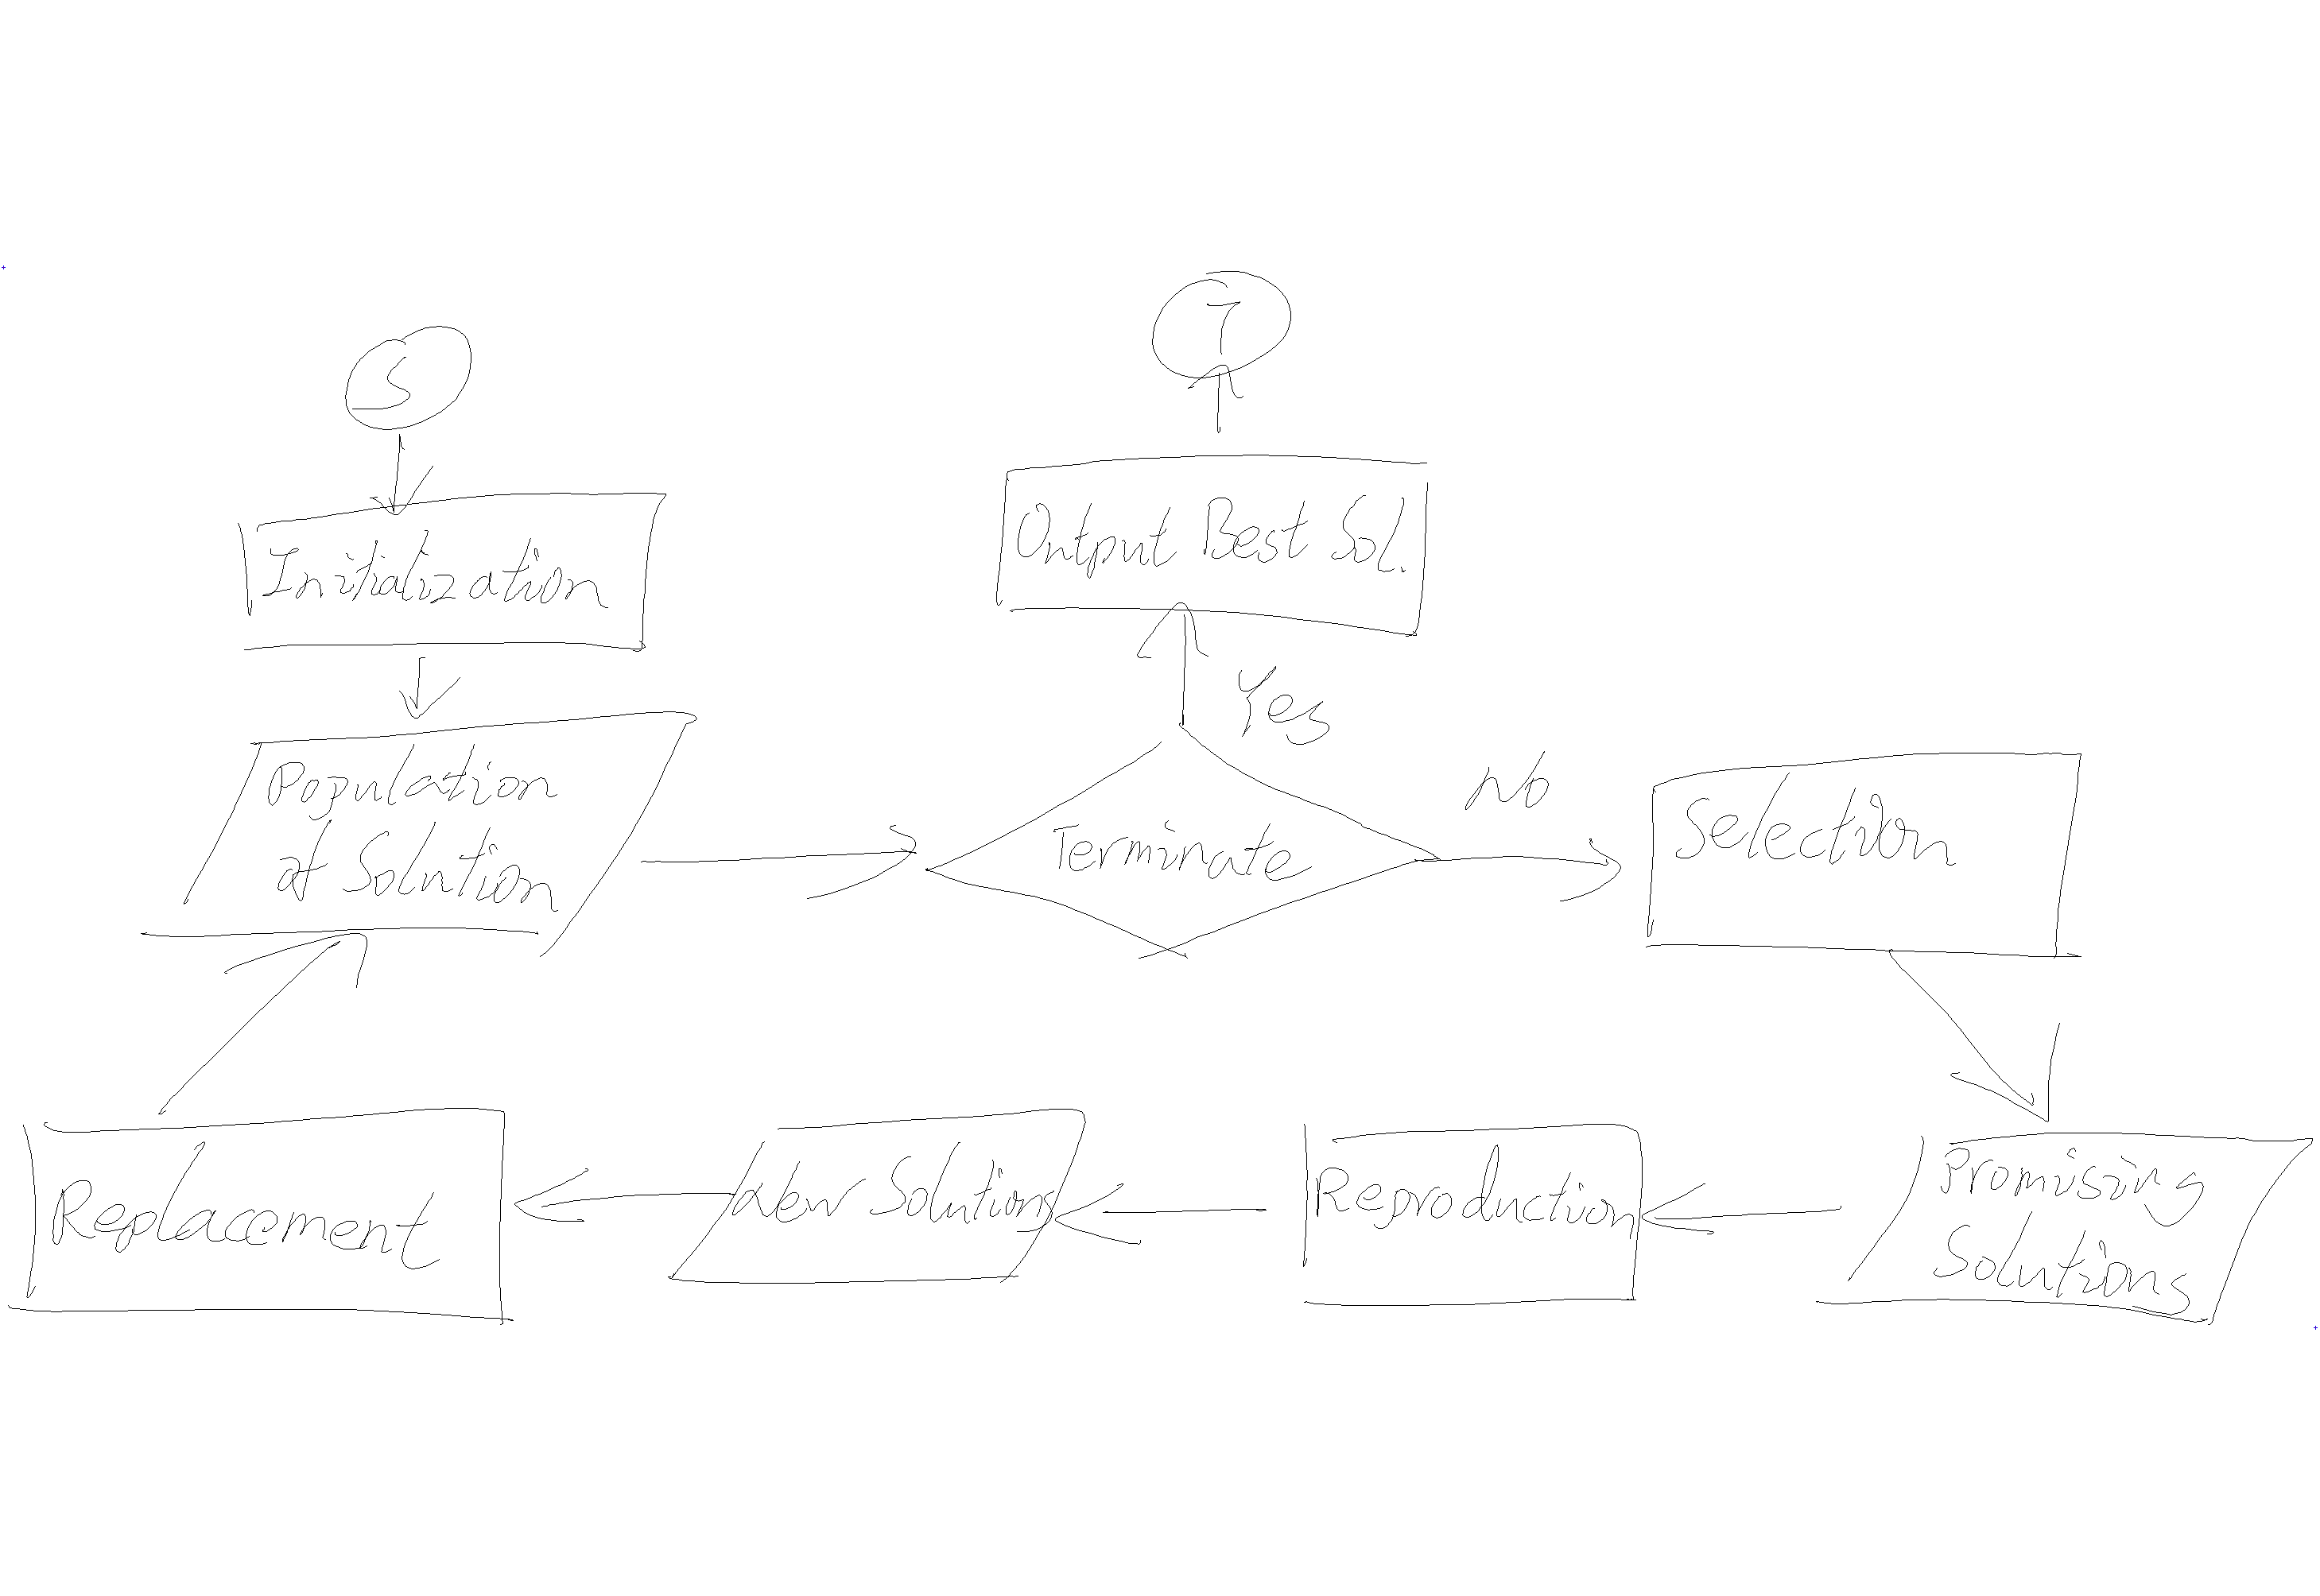 S
T
Initialization
Output Best Sol.
Yes
No
Population
of Solution
Terminate
Selection
Replacement
New Solutions
Reproduction
Promising
Solutions